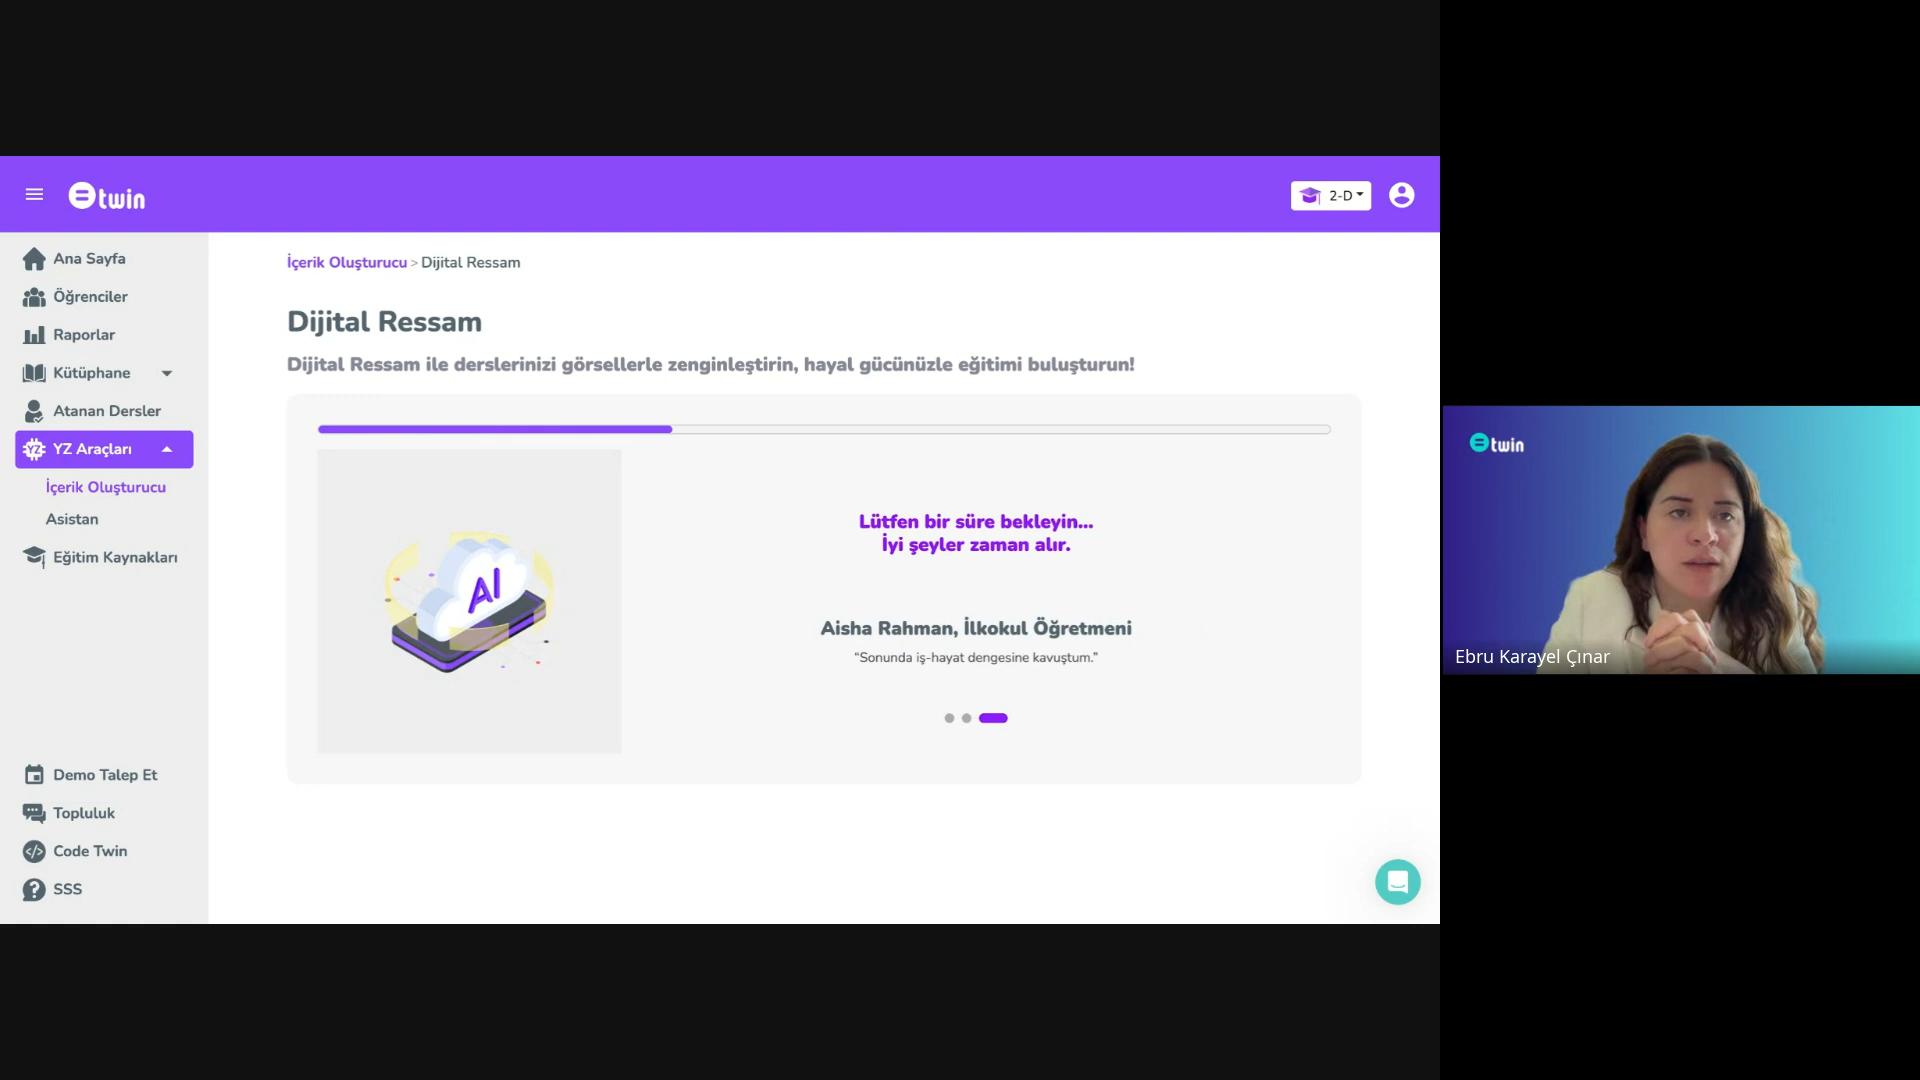 twin
2-D
Ana Sayfa
Öğrenciler
Raporlar
Kütüphane
Atanan Dersler
YZ
YZ Araçları
İçerik Oluşturucu
Asistan
Eğitim Kaynakları
Demo Talep Et
Topluluk
Code Twin
SSS
İçerik Oluşturucu > Dijital Ressam
Dijital Ressam
Dijital Ressam ile derslerinizi görsellerle zenginleştirin, hayal gücünüzle eğitimi buluşturun!
AI
Lütfen bir süre bekleyin...
İyi şeyler zaman alır.
Aisha Rahman, İlkokul Öğretmeni
“Sonunda iş-hayat dengesine kavuştum.”
twin
Ebru Karayel Çınar